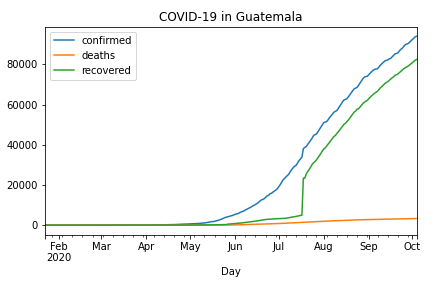 COVID-19 in Guatemala
confirmed
deaths
recovered
80000
60000
40000
20000
0
Feb Mar Apr May Jun Jul Aug Sep Oct
2020
Day